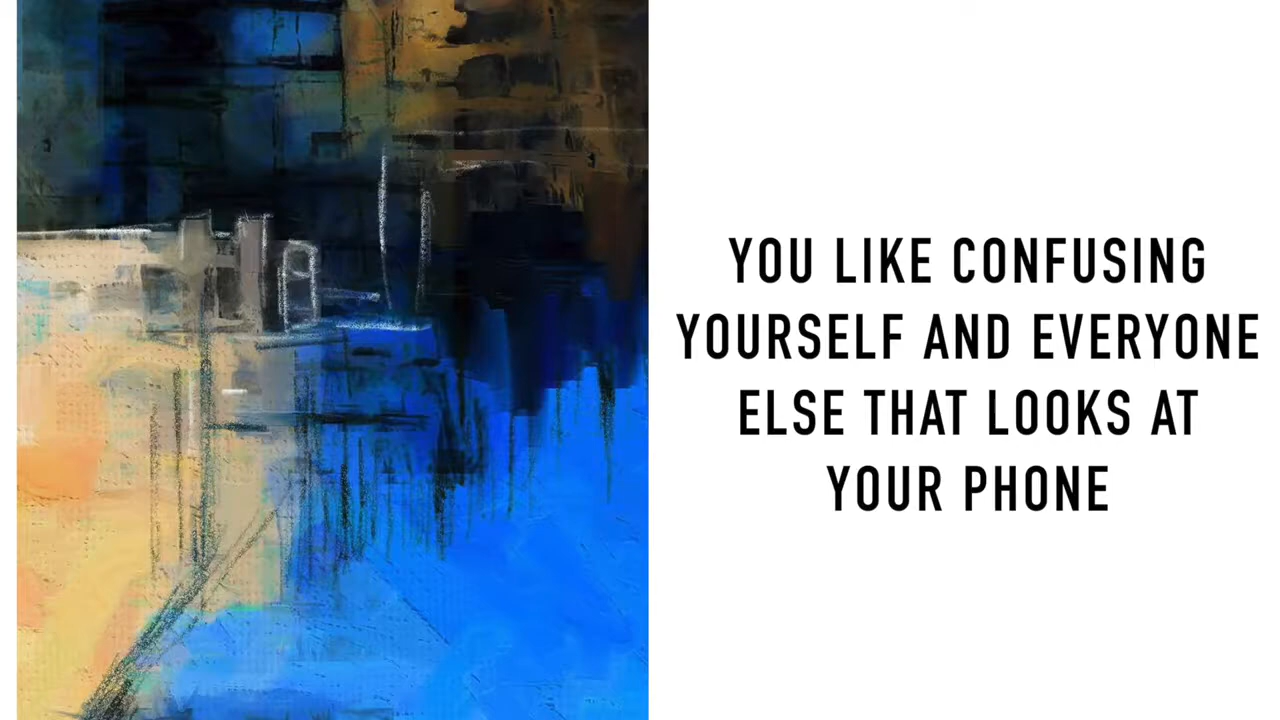 YOU LIKE CONFUSING
YOURSELF AND EVERYONE
ELSE THAT LOOKS AT
YOUR PHONE